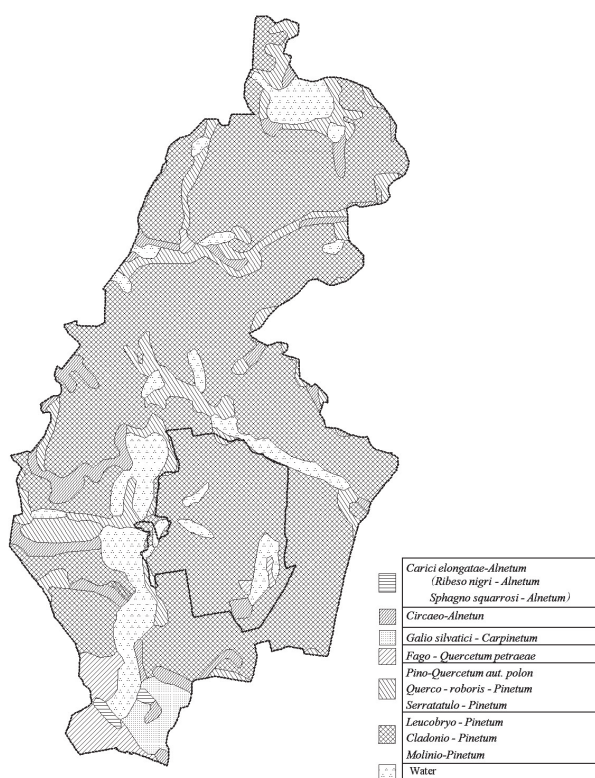 Carici elongatae-Alnetum
(Ribeso nigri - Alnetum
Sphagno squarrosi - Alnetum)
Circaeo-Alnetun
Galio silvatici - Carpinetum
Fago - Quercetum petraeae
Pino-Quercetum aut. polon
Querco - roboris - Pinetum
Serratatulo - Pinetum
Leucobryo - Pinetum
Cladonio - Pinetum
Molinio-Pinetum
Water